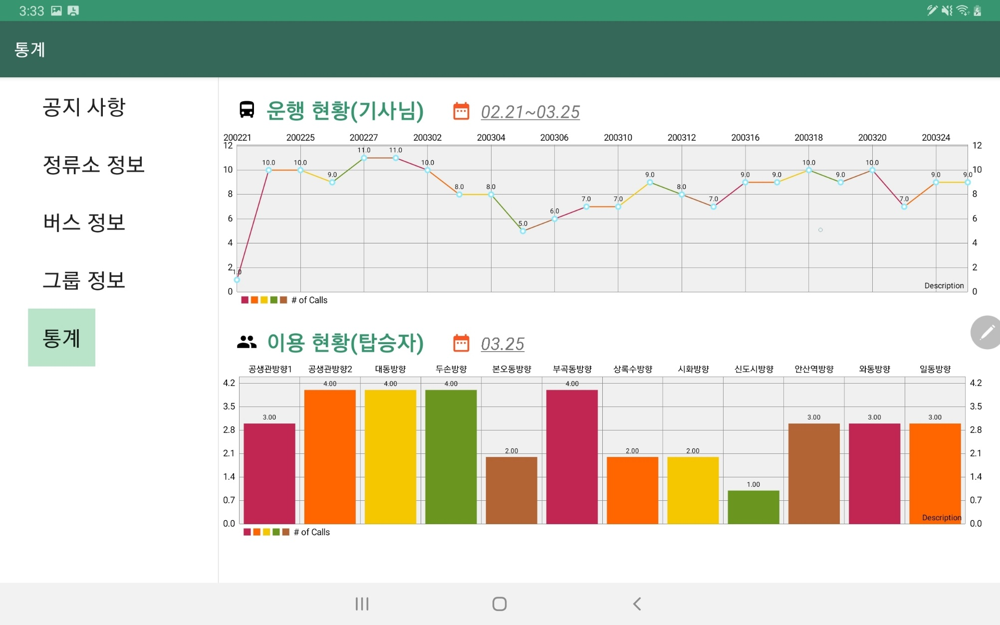 3:33
통계
공지 사항
정류소 정보
버스 정보
그룹 정보
통계
운행 현황(기사님) 02.21~03.25
200221 200225 200227 200302 200304 200306 200310 200312 200316 200318 200320 200324
12 12
11.0 11.0
10.0 10.0 10.0 10.0 10.0
10 10
9.0 9.0 9.0 9.0 9.0 9.0 9.0
8.0 8.0 8.0
8 8
7.0 7.0 7.0 7.0
6.0
6 6
5.0
4 4
2 2
1.0
Description
0 0
# of Calls
이용 현황(탑승자) 03.25
공생관방향1 공생관방향2 대동방향 두손방향 본오동방향 부곡동방향 상록수방향 시화방향 신도시방향 안산역방향 와동방향 일동방향
4.2 4.00 4.00 4.00 4.00 4.2
3.5 3.5
3.00 3.00 3.00 3.00
2.8 2.8
2.1 2.00 2.00 2.00 2.1
1.4 1.4
1.00
0.7 0.7
Description
0.0 0.0
# of Calls